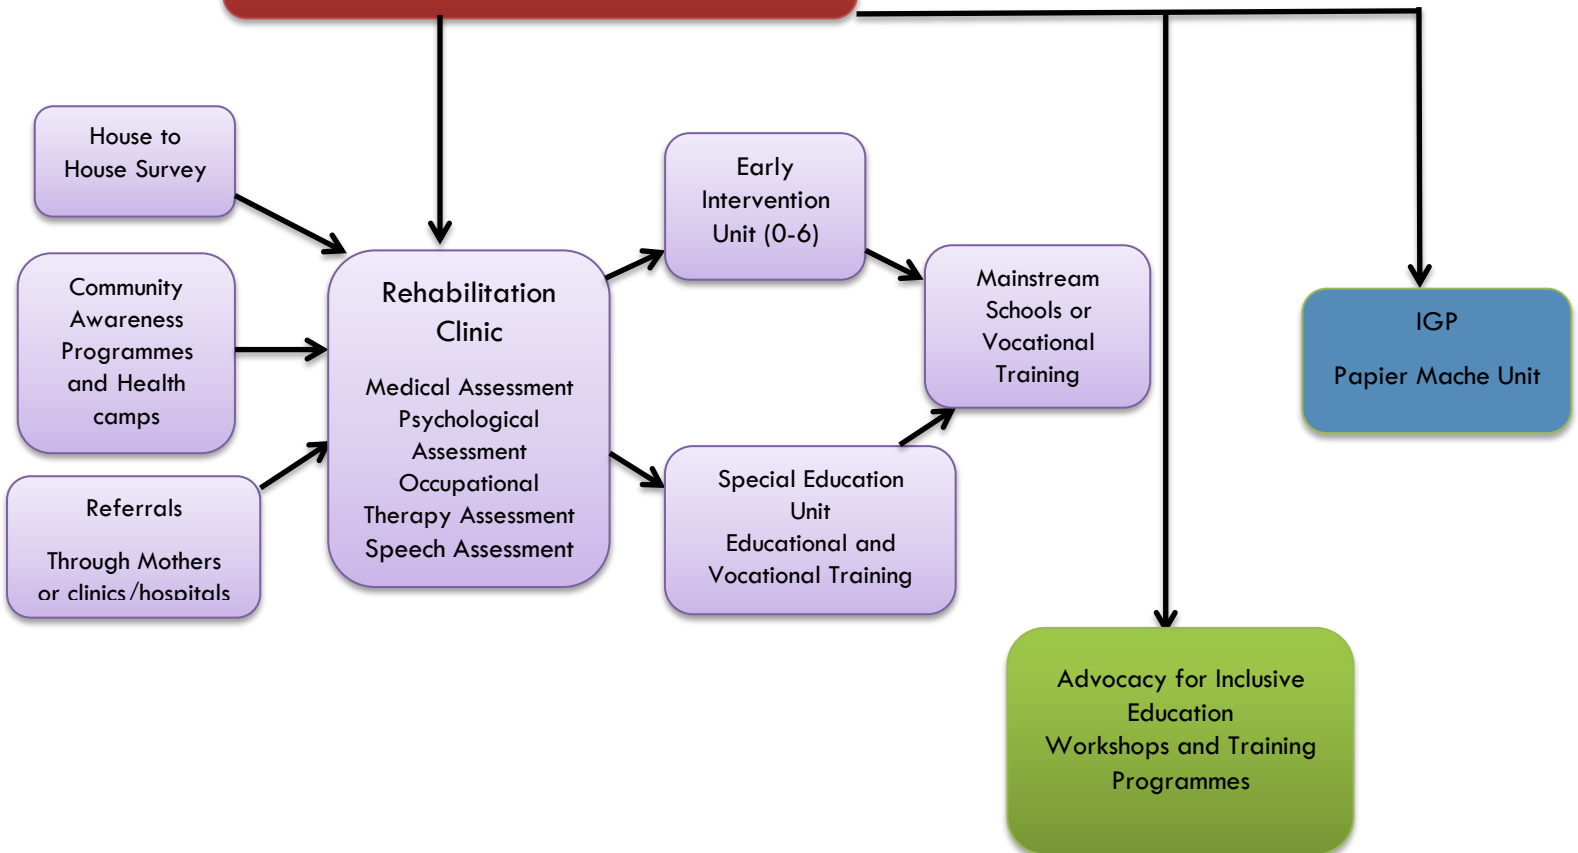 House to
House Survey
Community
Awareness
Programmes
and Health
camps
Referrals
Through Mothers
or clinics/hospitals
Rehabilitation
Clinic
Medical Assessment
Psychological
Assessment
Occupational
Therapy Assessment
Speech Assessment
Early
Intervention
Unit (0-6)
Special Education
Unit
Educational and
Vocational Training
Mainstream
Schools or
Vocational
Training
IGP
Papier Mache Unit
Advocacy for Inclusive
Education
Workshops and Training
Programmes